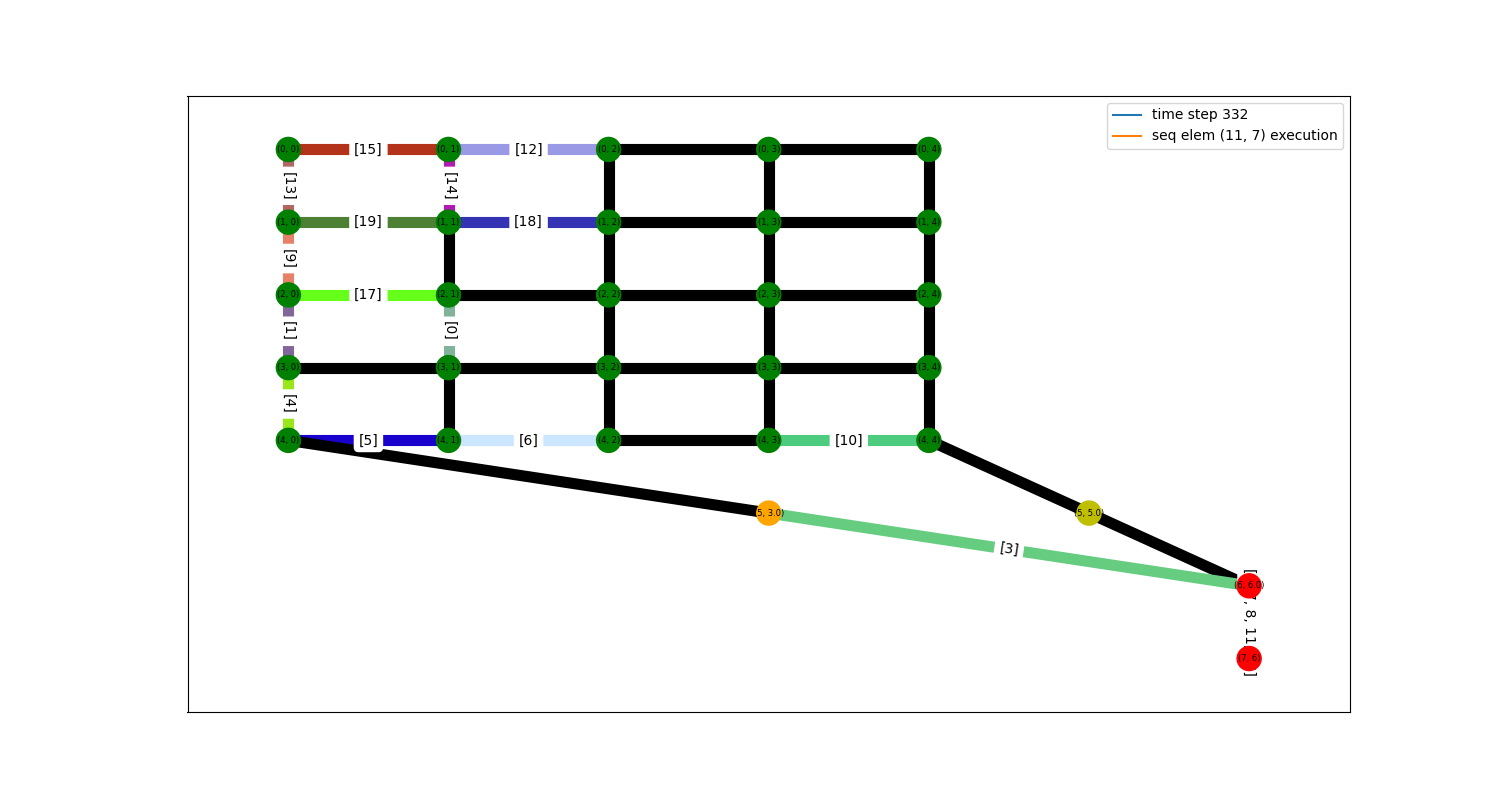 time step 332
seq elem (11, 7) execution
(0, 0) [15] (0, 1) [12] (0, 2) (0, 3) (0, 4)
[13] [14]
(1, 0) [19] (1, 1) [18] (1, 2) (1, 3) (1, 4)
[9]
(2, 0) [17] (2, 1) (2, 2) (2, 3) (2, 4)
[1] [0]
(3, 0) (3, 1) (3, 2) (3, 3) (3, 4)
[4]
(4, 0) [5] (4, 1) [6] (4, 2) (4, 3) [10] (4, 4)
(5, 3.0) (5, 5.0)
[3]
(6, 6.0)
7, 8, 11
(7, 6)